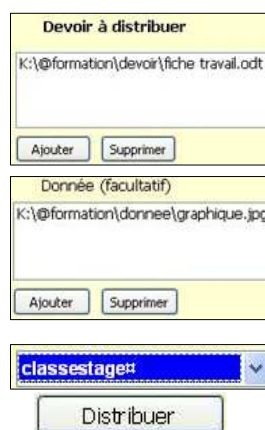 Devoir à distribuer
K:\@formation\devoir\fiche travail.odt
Ajouter Supprimer
Donnée (facultatif)
K:\@formation\donnee\graphique.jpg
Ajouter Supprimer
classestage¤
Distribuer